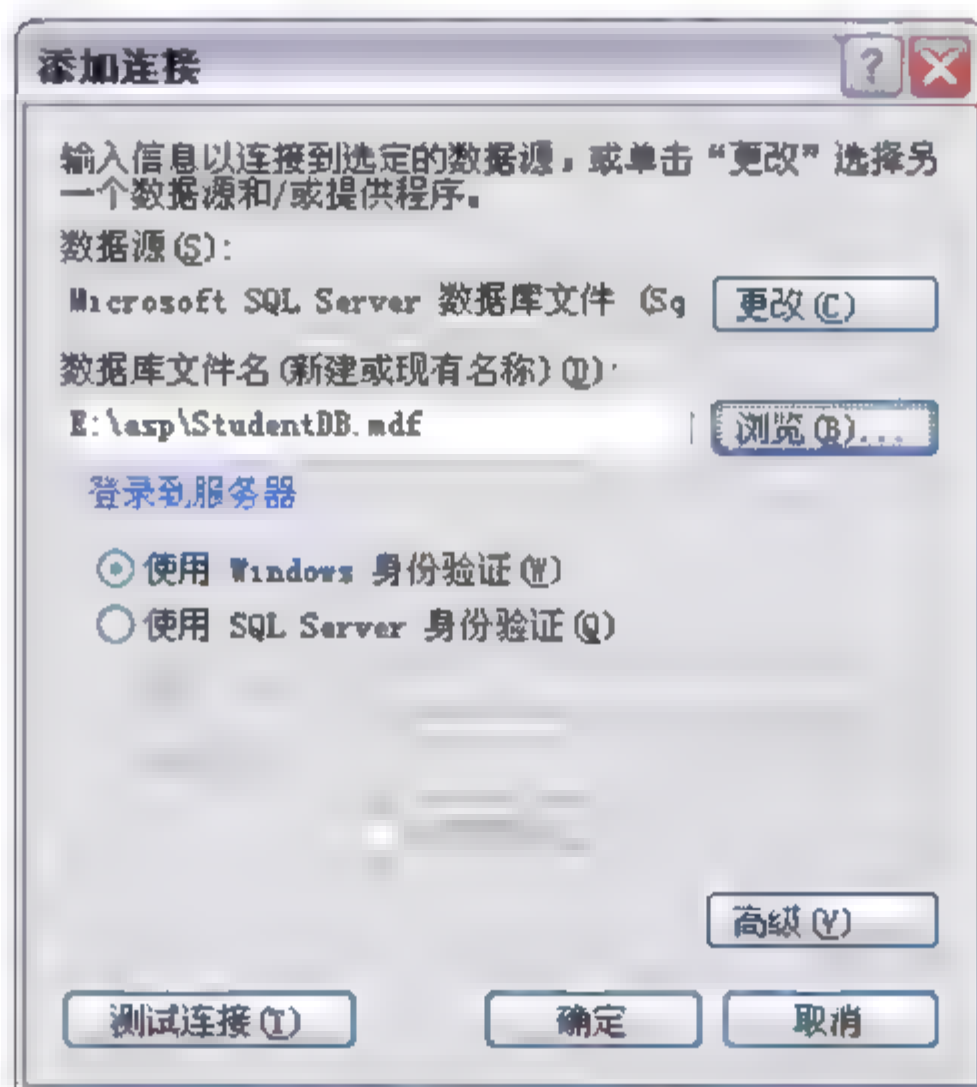 添加连接
输入信息以连接到选定的数据源,或单击“更改”选择另
一个数据源和/或提供程序。
数据源(S):
Microsoft SQL Server 数据库文件 (Sq
更改(C)
数据库文件名(新建或现有名称)(D):
E:\asp\StudentDB.mdf
浏览(B)...
登录到服务器
使用 Windows 身份验证(W)
使用 SQL Server 身份验证(Q)
高级(V)
测试连接(T)
确定
取消